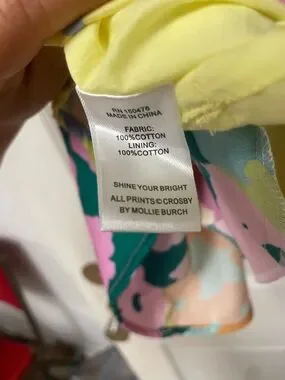 RN 150476
MADE IN CHINA
FABRIC:
100%COTTON
LINING:
100%COTTON
SHINE YOUR BRIGHT
ALL PRINTS © CROSBY
BY MOLLIE BURCH